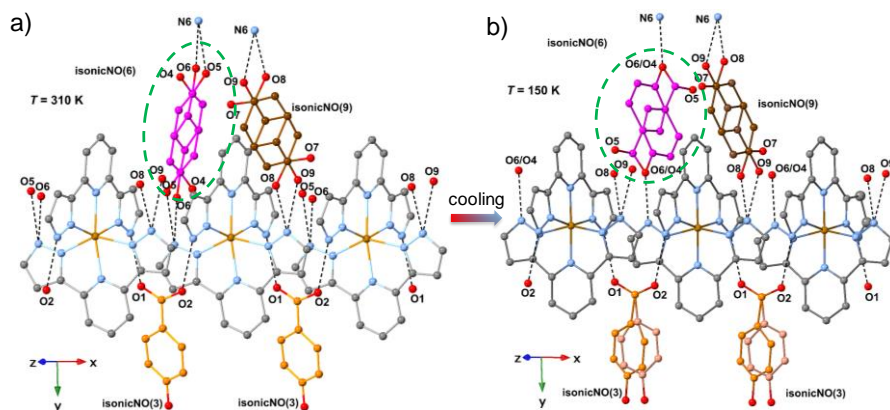 a)
N6
N6
isonicNO(6)
O6
O5
O4
O8
O9
T = 310 K
isonicNO(9)
O7
O7
O5
O6
O8
O9
O5
O4
O6
O8
O9
O5
O6
O8
O9
O2
O1
O2
O1
O2
O1
z
x
y
isonicNO(3)
isonicNO(3)
cooling
b)
N6
N6
isonicNO(6)
O6/O4
O9
O8
O7
O5
T = 150 K
isonicNO(9)
O5
O7
O6/O4
O8
O9
O6/O4
O9
O8
O6/O4
O8
O5
O2
O1
O2
O1
O2
O1
z
x
y
isonicNO(3)
isonicNO(3)